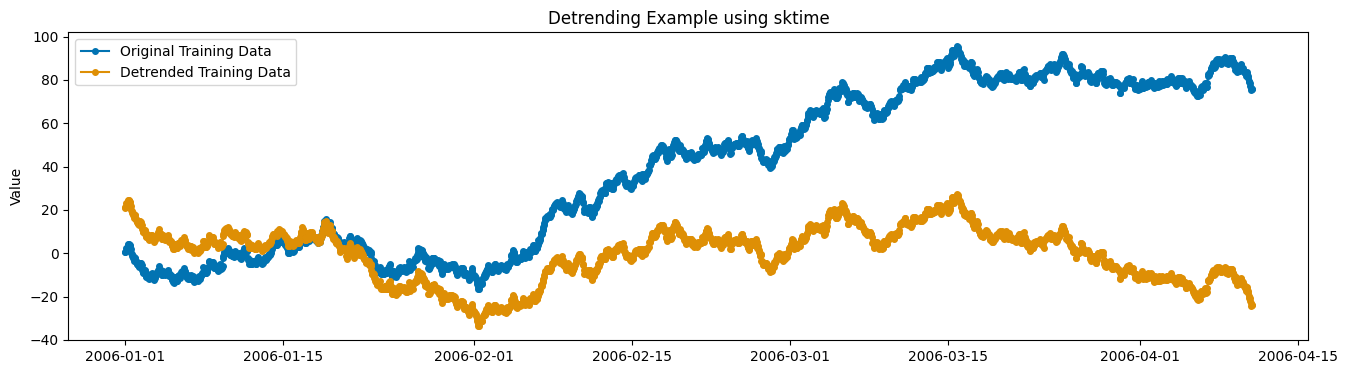 Detrending Example using sktime
Original Training Data
Detrended Training Data
Value
100
80
60
40
20
0
−20
−40
2006-01-01 2006-01-15 2006-02-01 2006-02-15 2006-03-01 2006-03-15 2006-04-01 2006-04-15